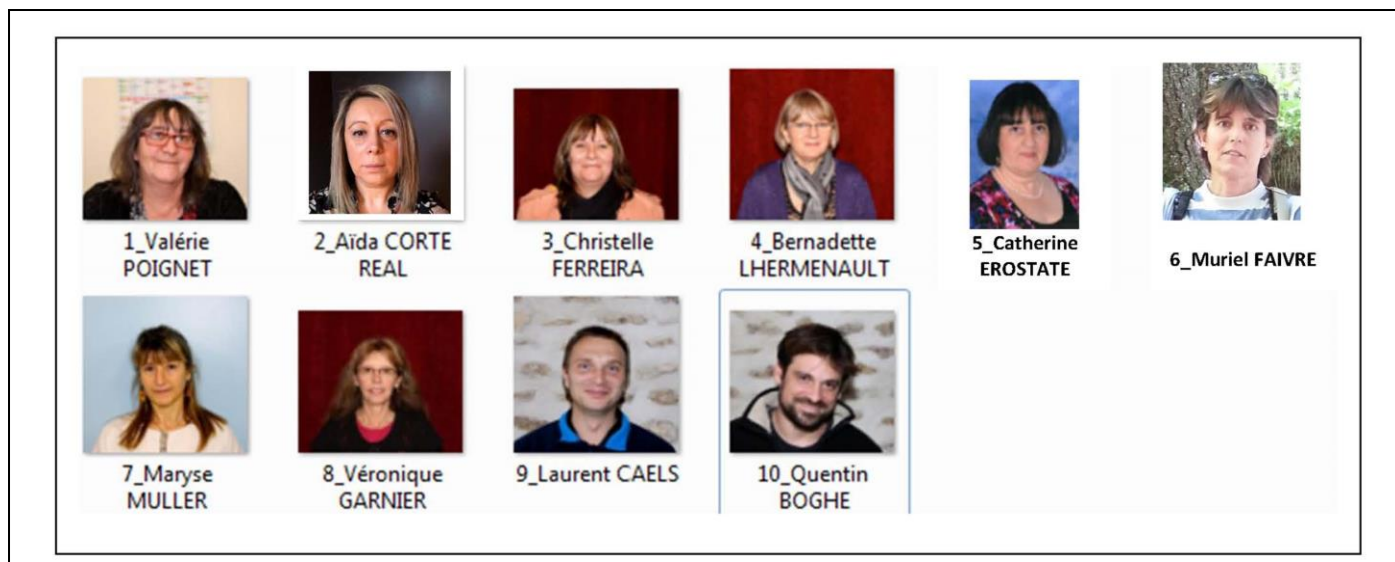 1_Valérie
POIGNET
2_Aïda CORTE
REAL
3_Christelle
FERREIRA
4_Bernadette
LHERMENAULT
5_Catherine
EROSTATE
6_Muriel FAIVRE
7_Maryse
MULLER
8_Véronique
GARNIER
9_Laurent CAELS
10_Quentin
BOGHE